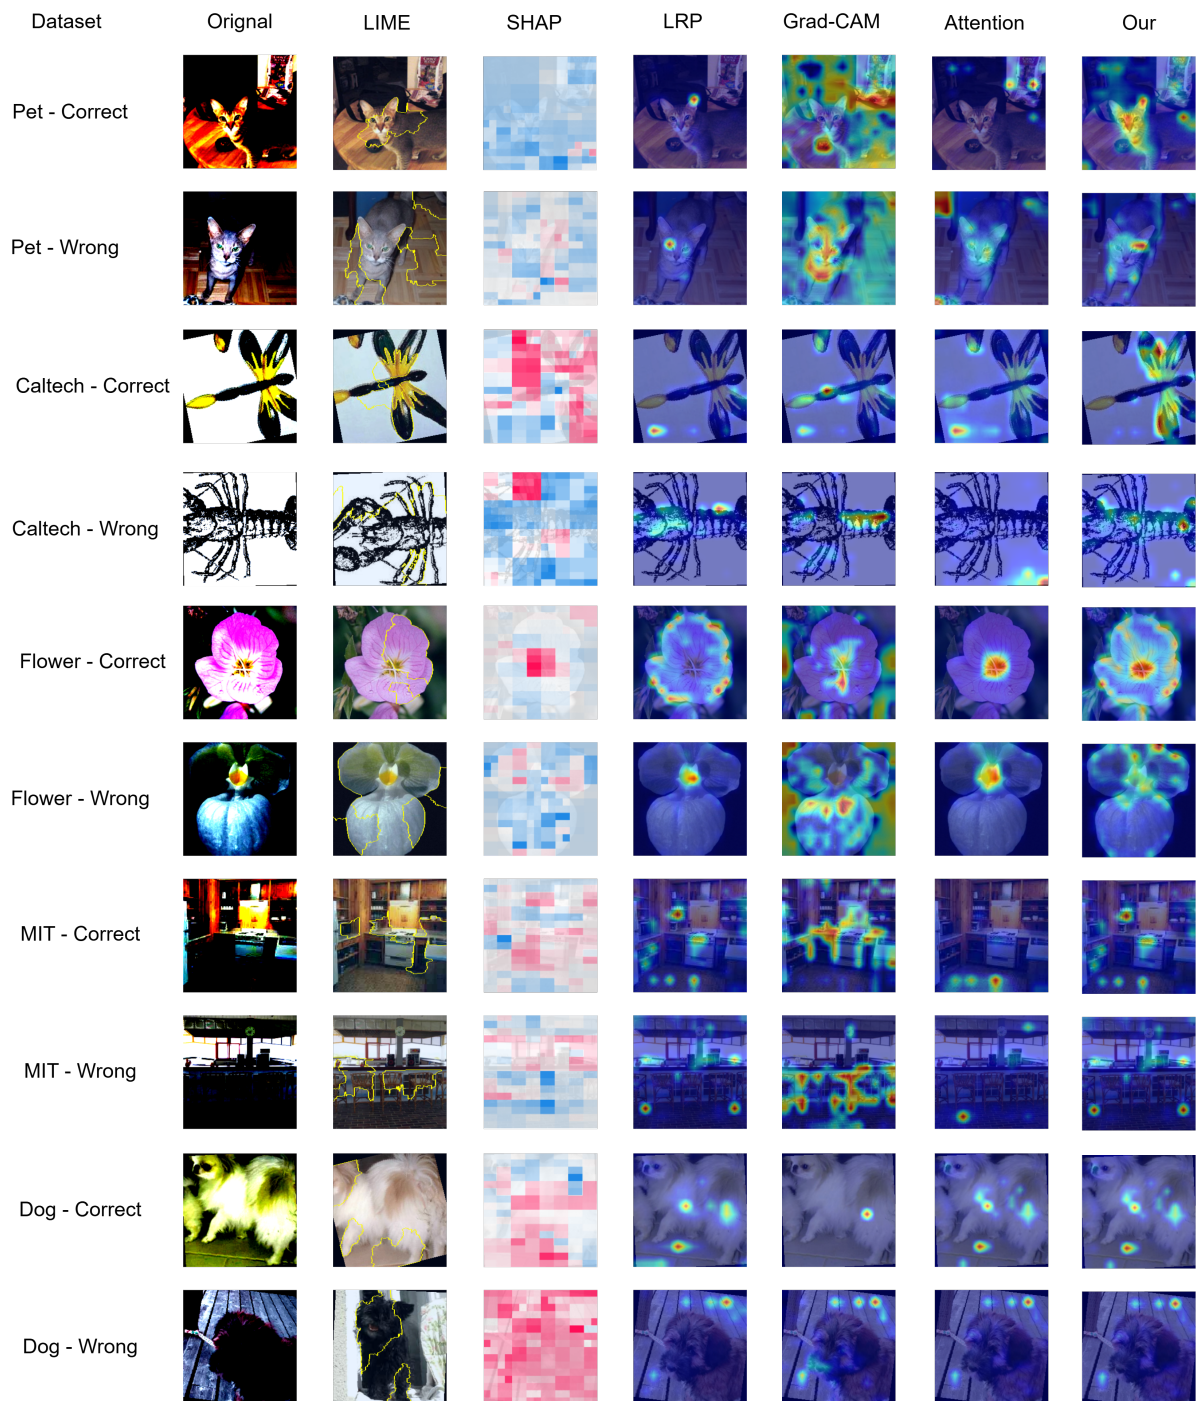 Dataset Orignal LIME SHAP LRP Grad-CAM Attention Our
Pet - Correct
Pet - Wrong
Caltech - Correct
Caltech - Wrong
Flower - Correct
Flower - Wrong
MIT - Correct
MIT - Wrong
Dog - Correct
Dog - Wrong